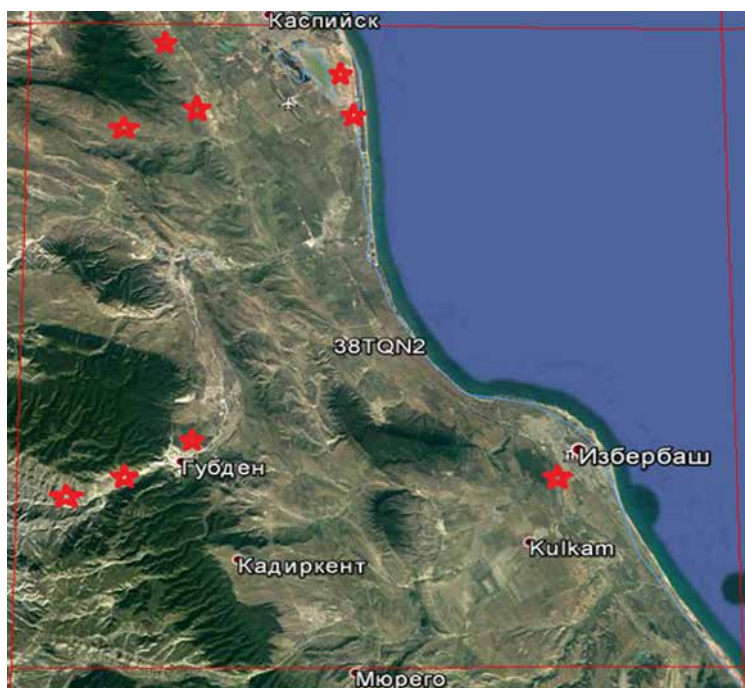 Каспийск
38TQN2
Избербаш
Губден
Kulkam
Кадиркент
Мюрего